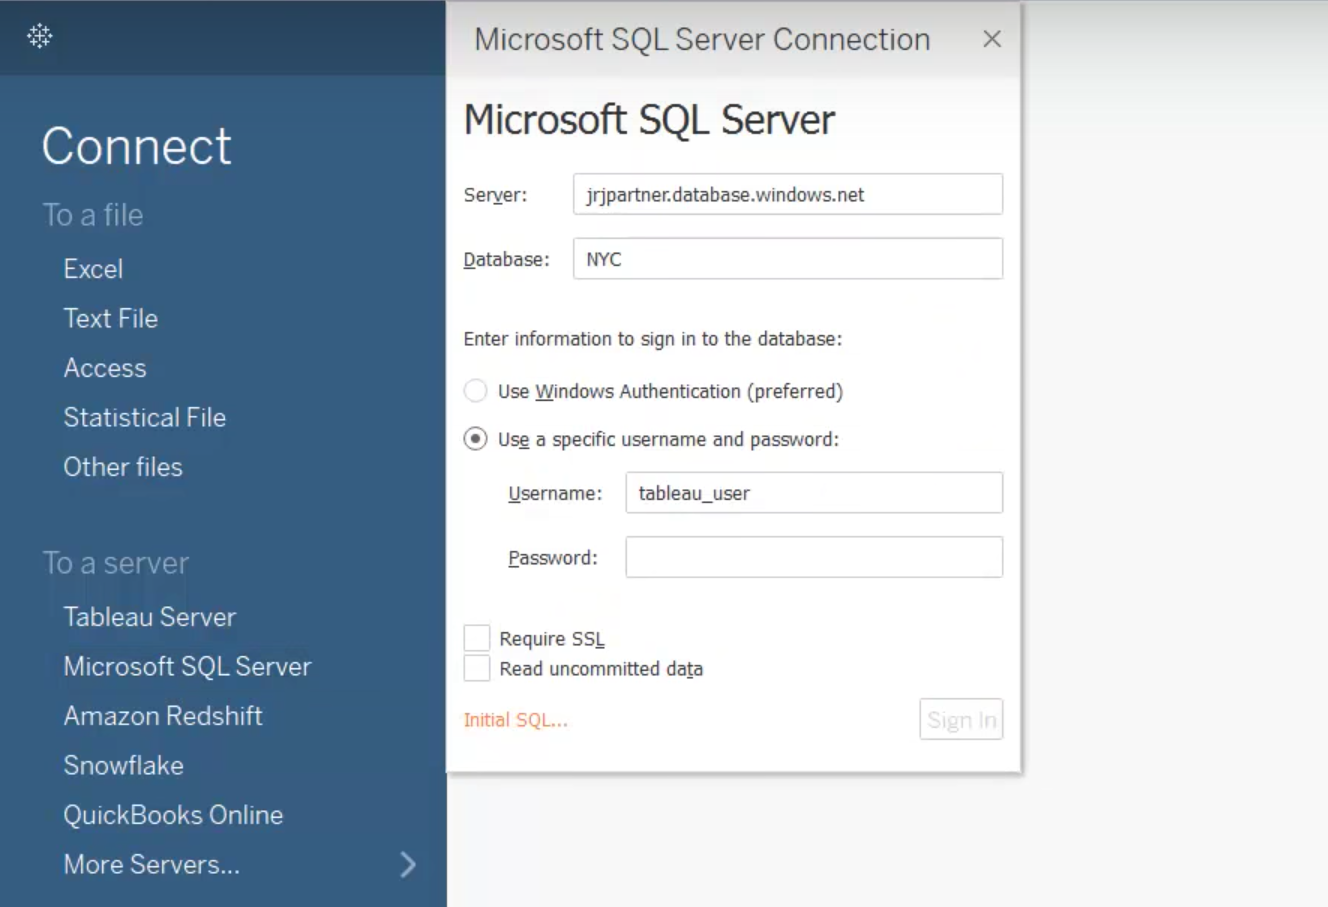 Microsoft SQL Server Connection
Connect
To a file
Excel
Text File
Access
Statistical File
Other files
To a server
Tableau Server
Microsoft SQL Server
Amazon Redshift
Snowflake
QuickBooks Online
More Servers...
Microsoft SQL Server
Server: jrjpartner.database.windows.net
Database: NYC
Enter information to sign in to the database:
Use Windows Authentication (preferred)
Use a specific username and password:
Username: tableau_user
Password:
Require SSL
Read uncommitted data
Initial SQL... Sign In